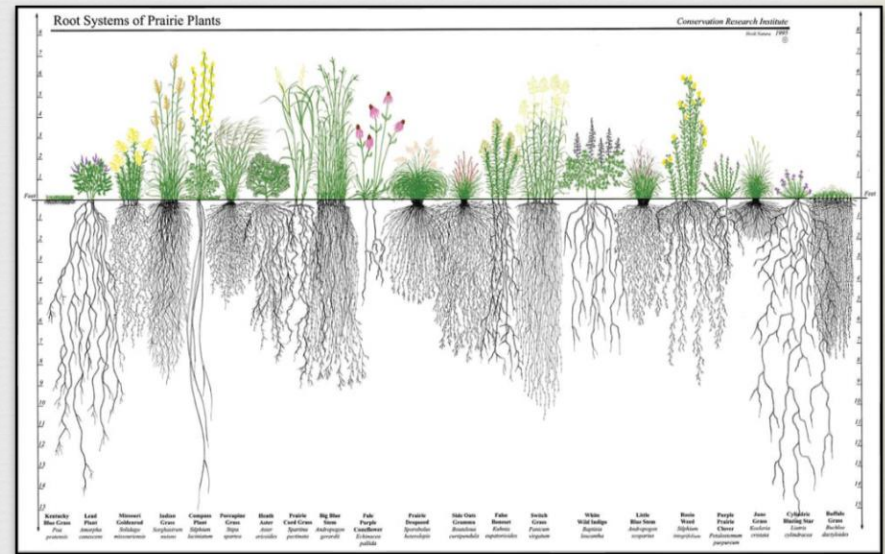 Root Systems of Prairie Plants
Conservation Research Institute
Heidi Natura 1995
Feet
Feet
Kentucky Blue Grass Poa pratensis
Lead Plant Amorpha canescens
Missouri Goldenrod Solidago missouriensis
Indian Grass Sorghastrum nutans
Compass Plant Silphium laciniatum
Porcupine Grass Stipa spartea
Heath Aster Aster ericoides
Prairie Cord Grass Spartina pectinata
Big Blue Stem Andropogon gerardii
Pale Purple Coneflower Echinacea pallida
Prairie Dropseed Sporobolus heterolepis
Side Oats Gramma Bouteloua curtipendula
False Boneset Kuhnia eupatorioides
Switch Grass Panicum virgatum
White Wild Indigo Baptisia leucantha
Little Blue Stem Andropogon scoparius
Rosin Weed Silphium integrifolium
Purple Prairie Clover Petalostemum purpureum
June Grass Koeleria cristata
Cylindric Blazing Star Liatris cylindracea
Buffalo Grass Buchloe dactyloides